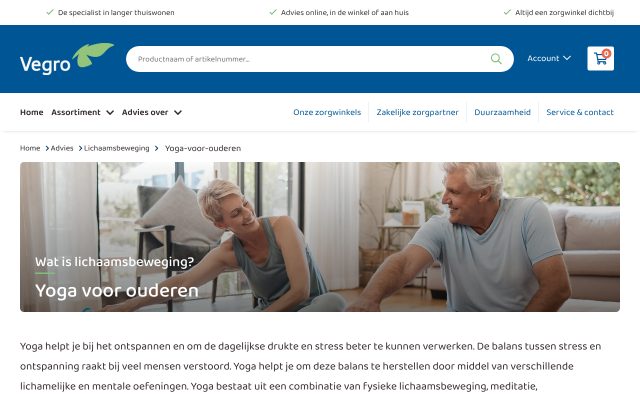 De specialist in langer thuiswonen
Advies online, in de winkel of aan huis
Altijd een zorgwinkel dichtbij
Vegro
Productnaam of artikelnummer...
Account
0
Home Assortiment Advies over
Onze zorgwinkels Zakelijke zorgpartner Duurzaamheid Service & contact
Home Advies Lichaamsbeweging Yoga-voor-ouderen
Wat is lichaamsbeweging?
Yoga voor ouderen
Yoga helpt je bij het ontspannen en om de dagelijkse drukte en stress beter te kunnen verwerken. De balans tussen stress en
ontspanning raakt bij veel mensen verstoord. Yoga helpt je om deze balans te herstellen door middel van verschillende
lichamelijke en mentale oefeningen. Yoga bestaat uit een combinatie van fysieke lichaamsbeweging, meditatie,